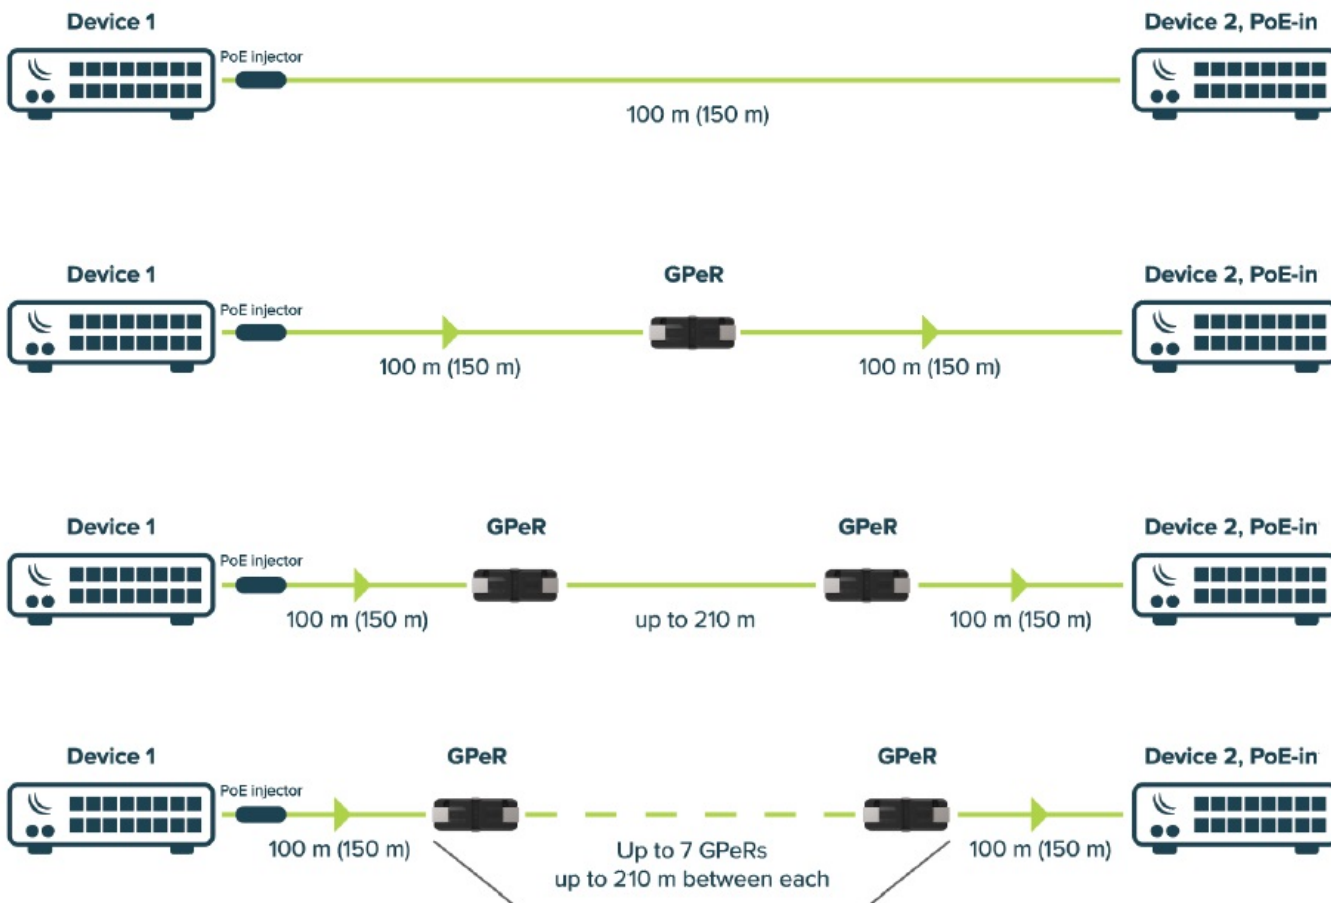 Device 1
Device 2, PoE-in
PoE injector
100 m (150 m)
Device 1
GPeR
Device 2, PoE-in
PoE injector
100 m (150 m)
100 m (150 m)
Device 1
GPeR
GPeR
Device 2, PoE-in
PoE injector
100 m (150 m)
up to 210 m
100 m (150 m)
Device 1
GPeR
GPeR
Device 2, PoE-in
PoE injector
100 m (150 m)
Up to 7 GPeRs
up to 210 m between each
100 m (150 m)